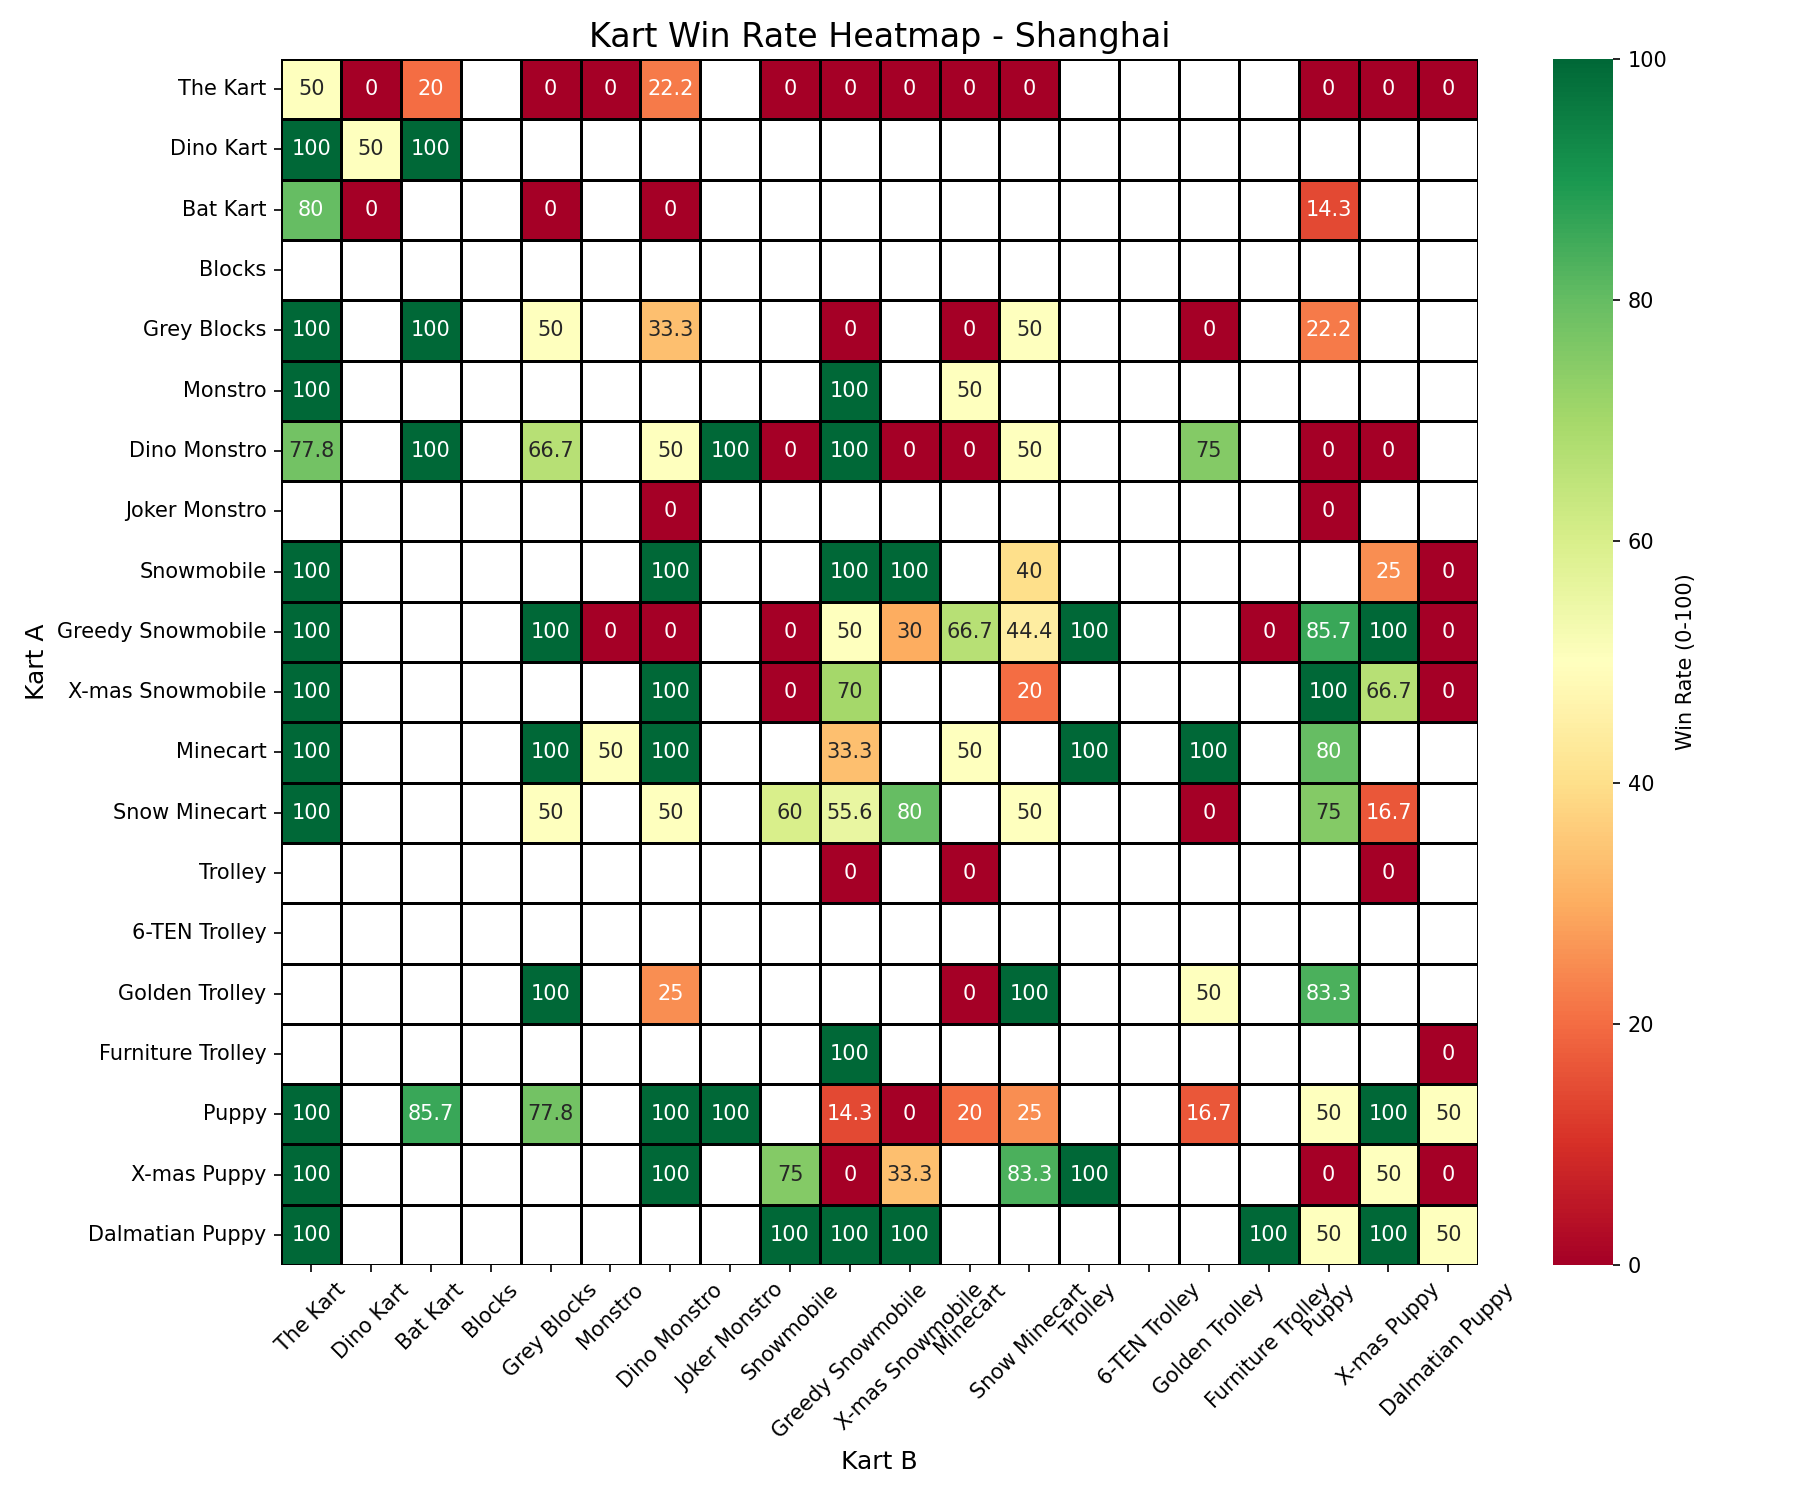 Kart Win Rate Heatmap - Shanghai
The Kart 50 0 20 0 0 22.2 0 0 0 0 0 0 0 0
Dino Kart 100 50 100
Bat Kart 80 0 0 0 14.3
Blocks
Grey Blocks 100 100 50 33.3 0 0 50 0 22.2
Monstro 100 100 50
Dino Monstro 77.8 100 66.7 50 100 0 100 0 0 50 75 0 0
Joker Monstro 0 0
Snowmobile 100 100 100 100 40 25 0
Greedy Snowmobile 100 100 0 0 0 50 30 66.7 44.4 100 0 85.7 100 0
X-mas Snowmobile 100 100 0 70 20 100 66.7 0
Minecart 100 100 50 100 33.3 50 100 100 80
Snow Minecart 100 50 50 60 55.6 80 50 0 75 16.7
Trolley 0 0 0
6-TEN Trolley
Golden Trolley 100 25 0 100 50 83.3
Furniture Trolley 100 0
Puppy 100 85.7 77.8 100 100 14.3 0 20 25 16.7 50 100 50
X-mas Puppy 100 100 75 0 33.3 83.3 100 0 50 0
Dalmatian Puppy 100 100 100 100 100 50 100 50
Kart A
The Kart
Dino Kart
Bat Kart
Blocks
Grey Blocks
Monstro
Dino Monstro
Joker Monstro
Snowmobile
Greedy Snowmobile
X-mas Snowmobile
Minecart
Snow Minecart
Trolley
6-TEN Trolley
Golden Trolley
Furniture Trolley
Puppy
X-mas Puppy
Dalmatian Puppy
Kart B
100
80
60
40
20
0
Win Rate (0-100)